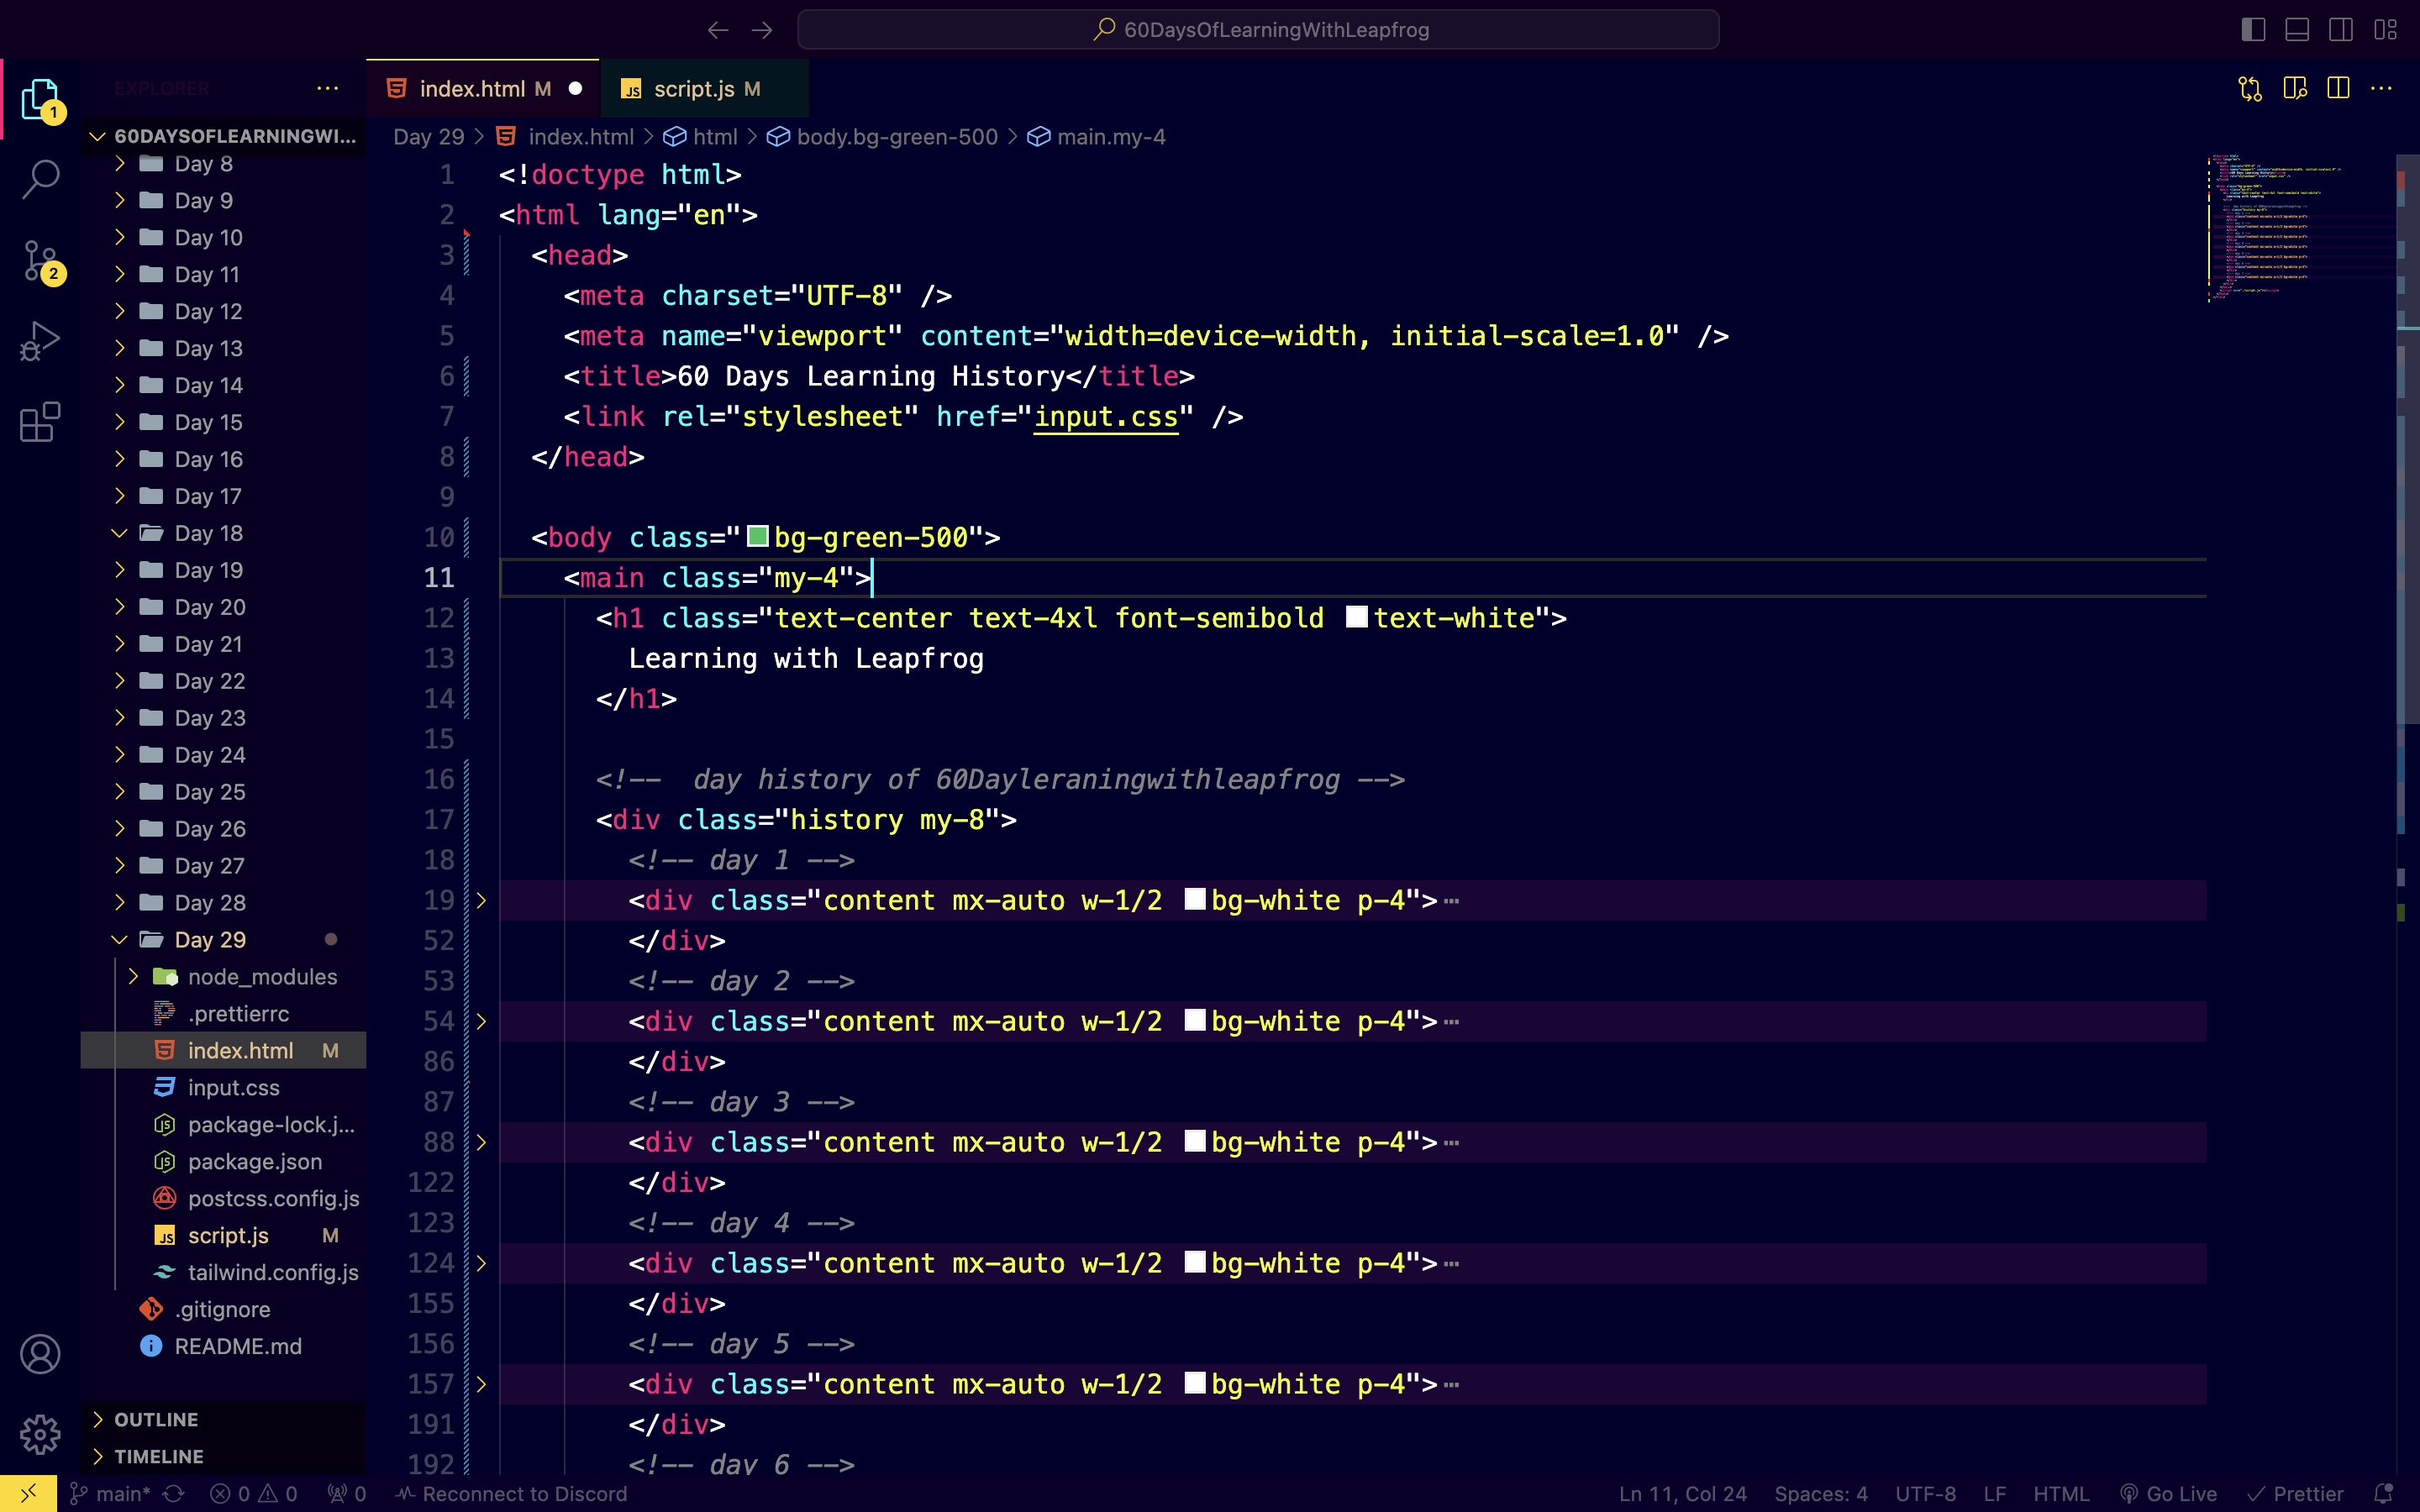 60DaysOfLearningWithLeapfrog
EXPLORER
index.html M
script.js M
1
60DAYSOFLEARNINGWI...
Day 29 > index.html > html > body.bg-green-500 > main.my-4
Day 8
Day 9
Day 10
Day 11
Day 12
Day 13
Day 14
Day 15
Day 16
Day 17
Day 18
Day 19
Day 20
Day 21
Day 22
Day 23
Day 24
Day 25
Day 26
Day 27
Day 28
Day 29
node_modules
.prettierrc
index.html M
input.css
package-lock.j...
package.json
postcss.config.js
script.js M
tailwind.config.js
.gitignore
README.md
OUTLINE
TIMELINE
2
1 <!doctype html>
2 <html lang="en">
3 <head>
4 <meta charset="UTF-8" />
5 <meta name="viewport" content="width=device-width, initial-scale=1.0" />
6 <title>60 Days Learning History</title>
7 <link rel="stylesheet" href="input.css" />
8 </head>
9
10 <body class="bg-green-500">
11 <main class="my-4">
12 <h1 class="text-center text-4xl font-semibold text-white">
13 Learning with Leapfrog
14 </h1>
15
16 <!-- day history of 60Dayleraningwithleapfrog -->
17 <div class="history my-8">
18 <!-- day 1 -->
19 <div class="content mx-auto w-1/2 bg-white p-4">…
52 </div>
53 <!-- day 2 -->
54 <div class="content mx-auto w-1/2 bg-white p-4">…
86 </div>
87 <!-- day 3 -->
88 <div class="content mx-auto w-1/2 bg-white p-4">…
122 </div>
123 <!-- day 4 -->
124 <div class="content mx-auto w-1/2 bg-white p-4">…
155 </div>
156 <!-- day 5 -->
157 <div class="content mx-auto w-1/2 bg-white p-4">…
191 </div>
192 <!-- day 6 -->
main* 0 0 0 Reconnect to Discord Ln 11, Col 24 Spaces: 4 UTF-8 LF HTML Go Live Prettier